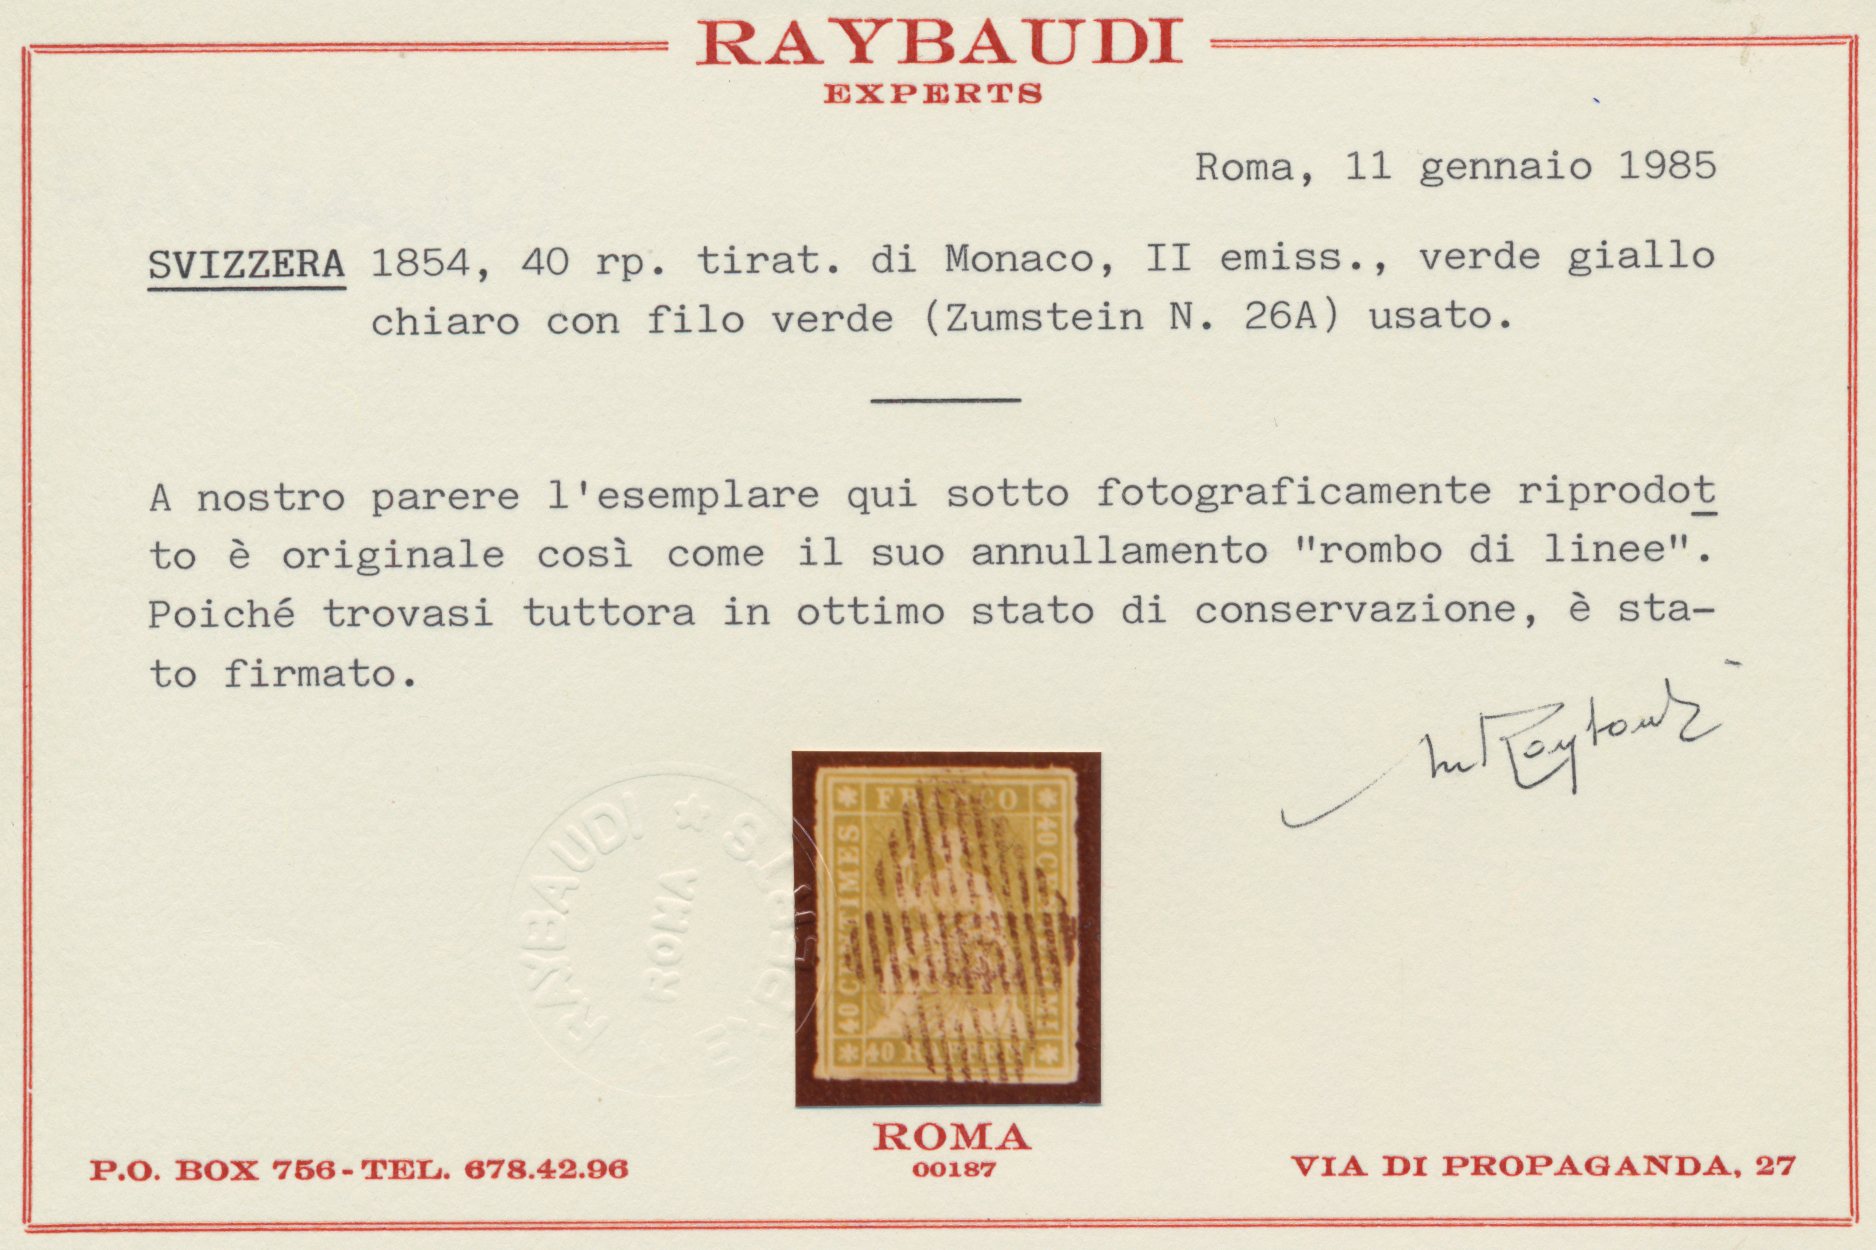 RAYBAUDI
EXPERTS
Roma, 11 gennaio 1985
SVIZZERA 1854, 40 rp. tirat. di Monaco, II emiss., verde giallo
chiaro con filo verde (Zumstein N. 26A) usato.
A nostro parere l'esemplare qui sotto fotograficamente riprodot
to è originale così come il suo annullamento "rombo di linee".
Poiché trovasi tuttora in ottimo stato di conservazione, è sta-
to firmato.
Raybaudi
RAYBAUDI
ROMA
FRANCO
40 CENTIMES
40 RAPPEN
ROMA
00187
P.O. BOX 756-TEL. 678.42.96
VIA DI PROPAGANDA, 27